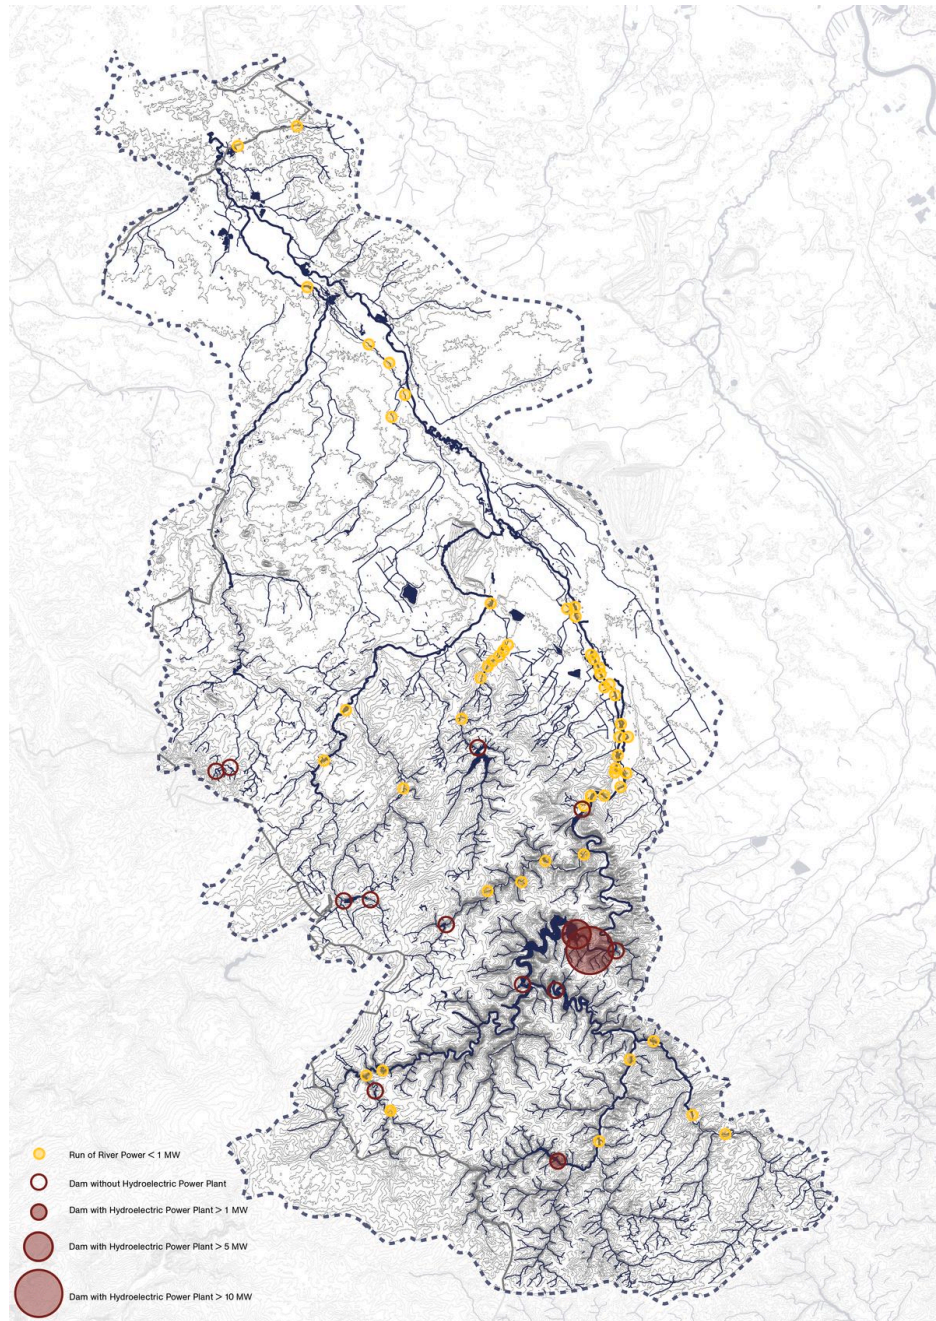 Run of River Power < 1 MW
Dam without Hydroelectric Power Plant
Dam with Hydroelectric Power Plant > 1 MW
Dam with Hydroelectric Power Plant > 5 MW
Dam with Hydroelectric Power Plant > 10 MW